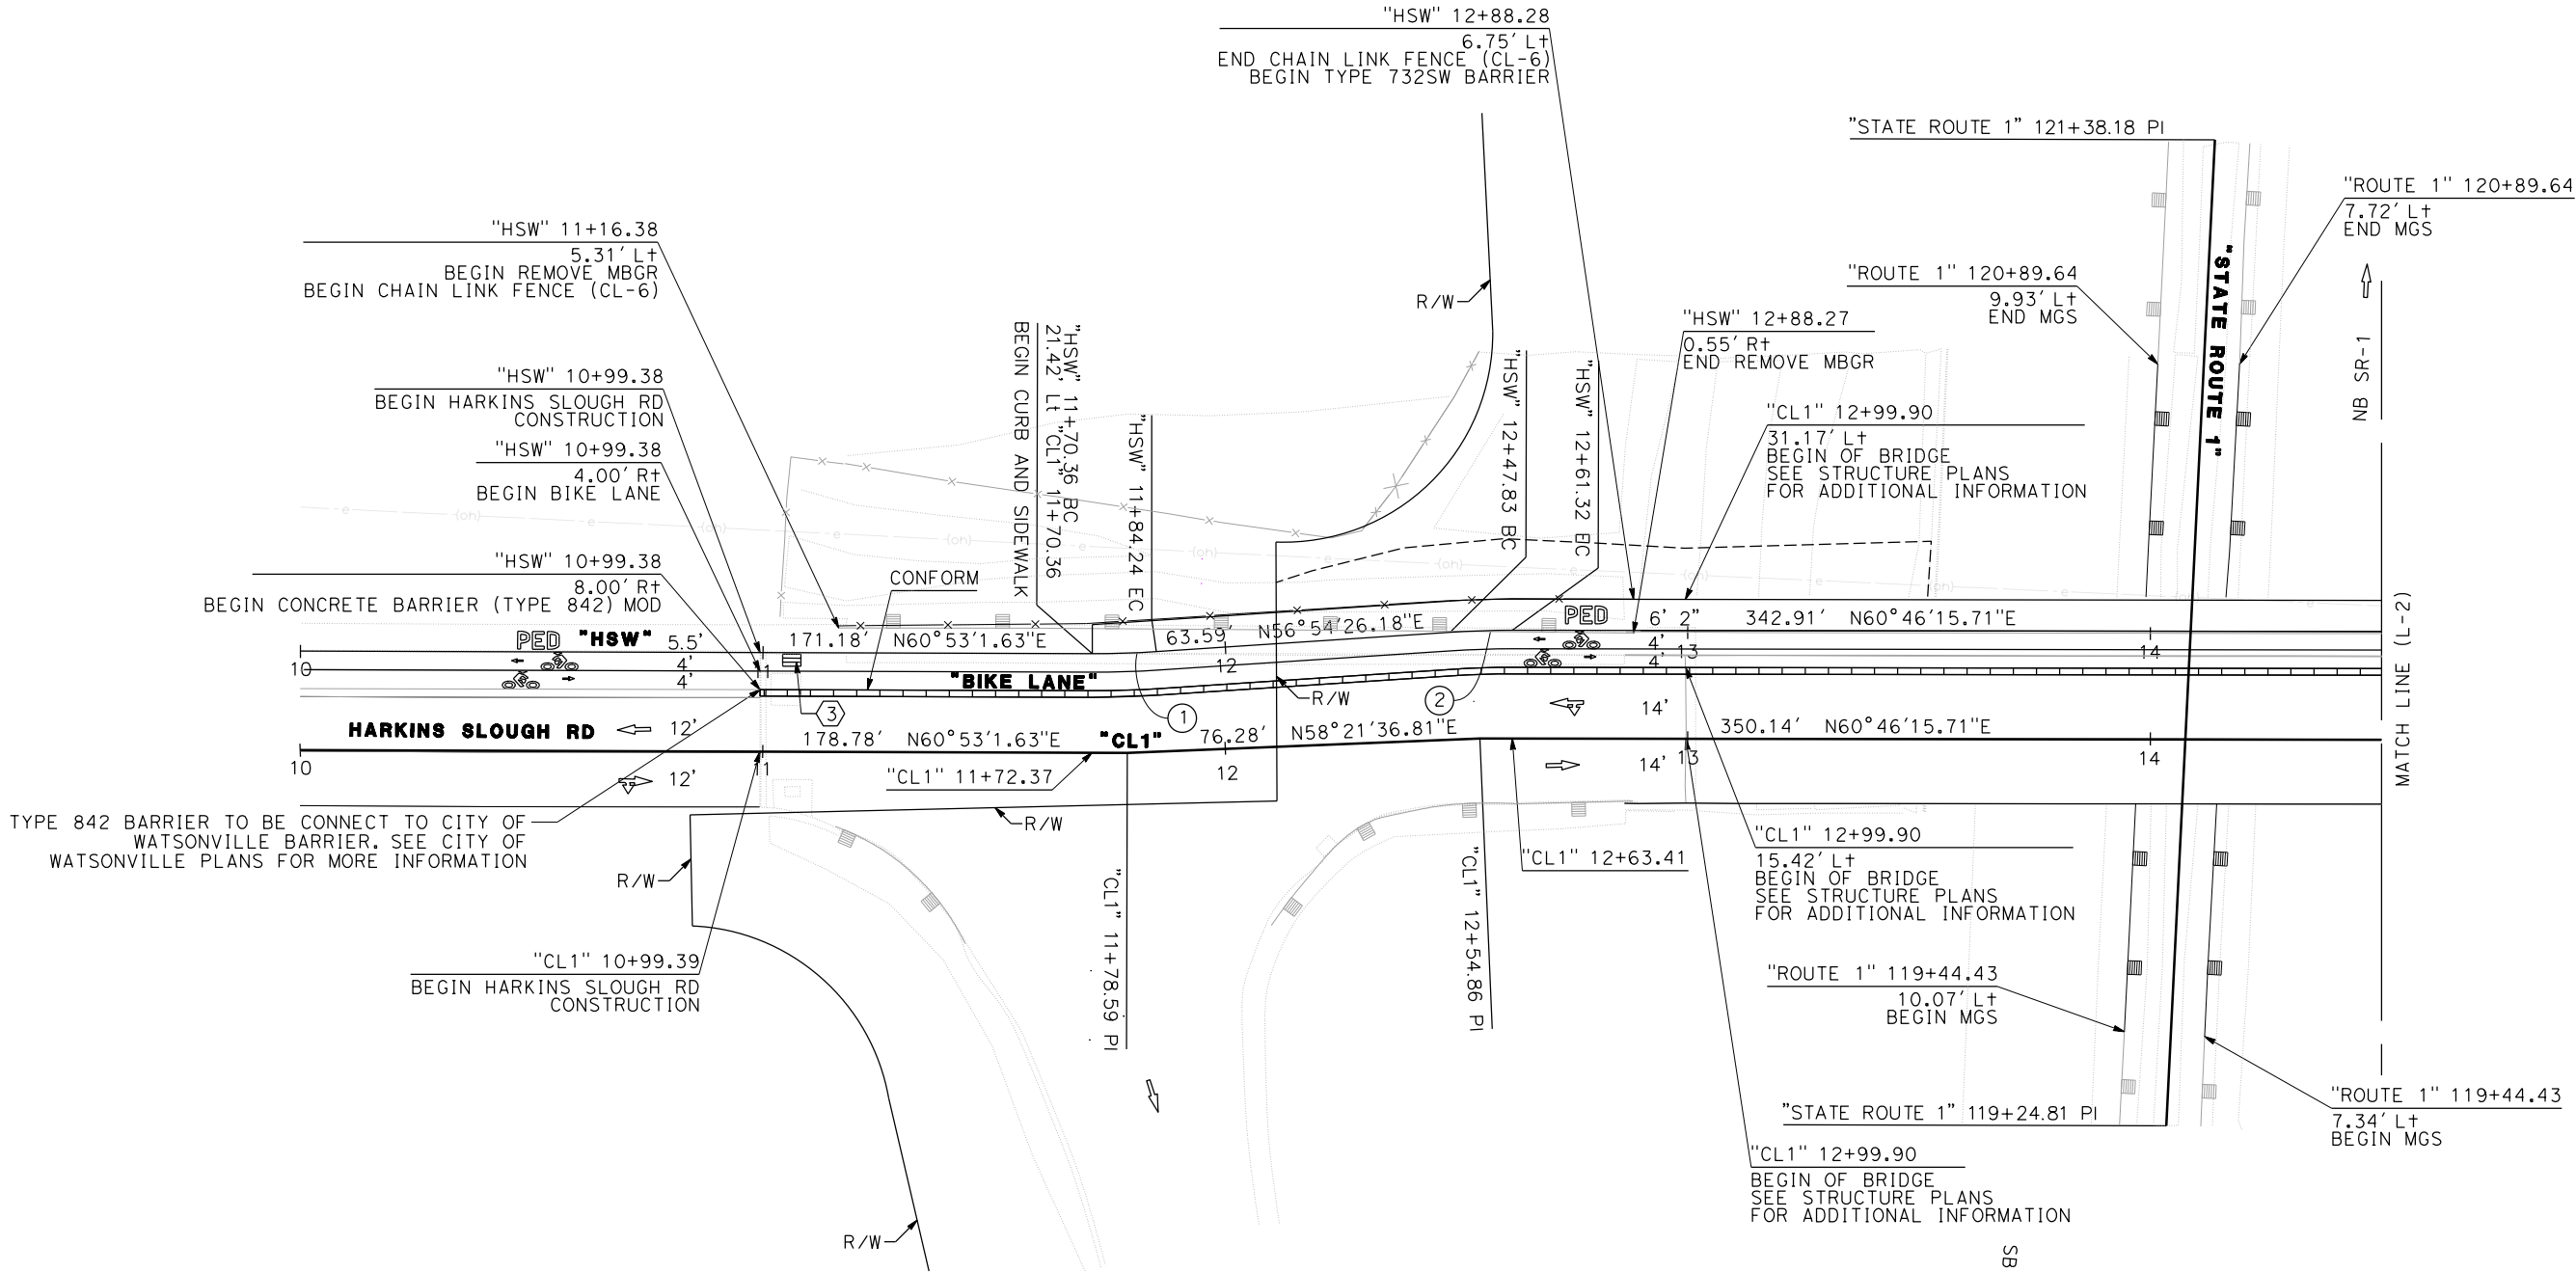 "HSW" 12+88.28
6.75' Lt
END CHAIN LINK FENCE (CL-6)
BEGIN TYPE 732SW BARRIER
"STATE ROUTE 1" 121+38.18 PI
"ROUTE 1" 120+89.64
7.72' Lt
END MGS
"HSW" 11+16.38
5.31' Lt
BEGIN REMOVE MBGR
BEGIN CHAIN LINK FENCE (CL-6)
"ROUTE 1" 120+89.64
9.93' Lt
END MGS
"STATE ROUTE 1"
NB SR-1
R/W
"HSW" 12+88.27
0.55' Rt
END REMOVE MBGR
"HSW" 10+99.38
BEGIN HARKINS SLOUGH RD
CONSTRUCTION
"HSW" 11+70.36 BC
21.42' Lt "CL1" 11+70.36
BEGIN CURB AND SIDEWALK
"HSW" 11+84.24 EC
"HSW" 12+47.83 BC
"HSW" 12+61.32 EC
"CL1" 12+99.90
31.17' Lt
BEGIN OF BRIDGE
SEE STRUCTURE PLANS
FOR ADDITIONAL INFORMATION
"HSW" 10+99.38
4.00' Rt
BEGIN BIKE LANE
e (oh) e (oh) e (oh) e (oh) e (oh) e (oh) e (oh) e
"HSW" 10+99.38
8.00' Rt
BEGIN CONCRETE BARRIER (TYPE 842) MOD
CONFORM
PED "HSW" 5.5'
171.18' N60°53'1.63"E
63.59' N56°54'26.18"E
PED
6' 2" 342.91' N60°46'15.71"E
10 4' 11 12 4' 13 14
4' 4'
"BIKE LANE"
R/W
3
1
2
HARKINS SLOUGH RD 12'
178.78' N60°53'1.63"E
"CL1" 76.28' N58°21'36.81"E
14'
350.14' N60°46'15.71"E
MATCH LINE (L-2)
10 11 12 13 14
12'
14'
"CL1" 11+72.37
TYPE 842 BARRIER TO BE CONNECT TO CITY OF
WATSONVILLE BARRIER. SEE CITY OF
WATSONVILLE PLANS FOR MORE INFORMATION
R/W
R/W
"CL1" 11+78.59 PI
"CL1" 12+54.86 PI
"CL1" 12+63.41
"CL1" 12+99.90
15.42' Lt
BEGIN OF BRIDGE
SEE STRUCTURE PLANS
FOR ADDITIONAL INFORMATION
"CL1" 10+99.39
BEGIN HARKINS SLOUGH RD
CONSTRUCTION
"ROUTE 1" 119+44.43
10.07' Lt
BEGIN MGS
"ROUTE 1" 119+44.43
7.34' Lt
BEGIN MGS
"STATE ROUTE 1" 119+24.81 PI
"CL1" 12+99.90
BEGIN OF BRIDGE
SEE STRUCTURE PLANS
FOR ADDITIONAL INFORMATION
R/W
SB